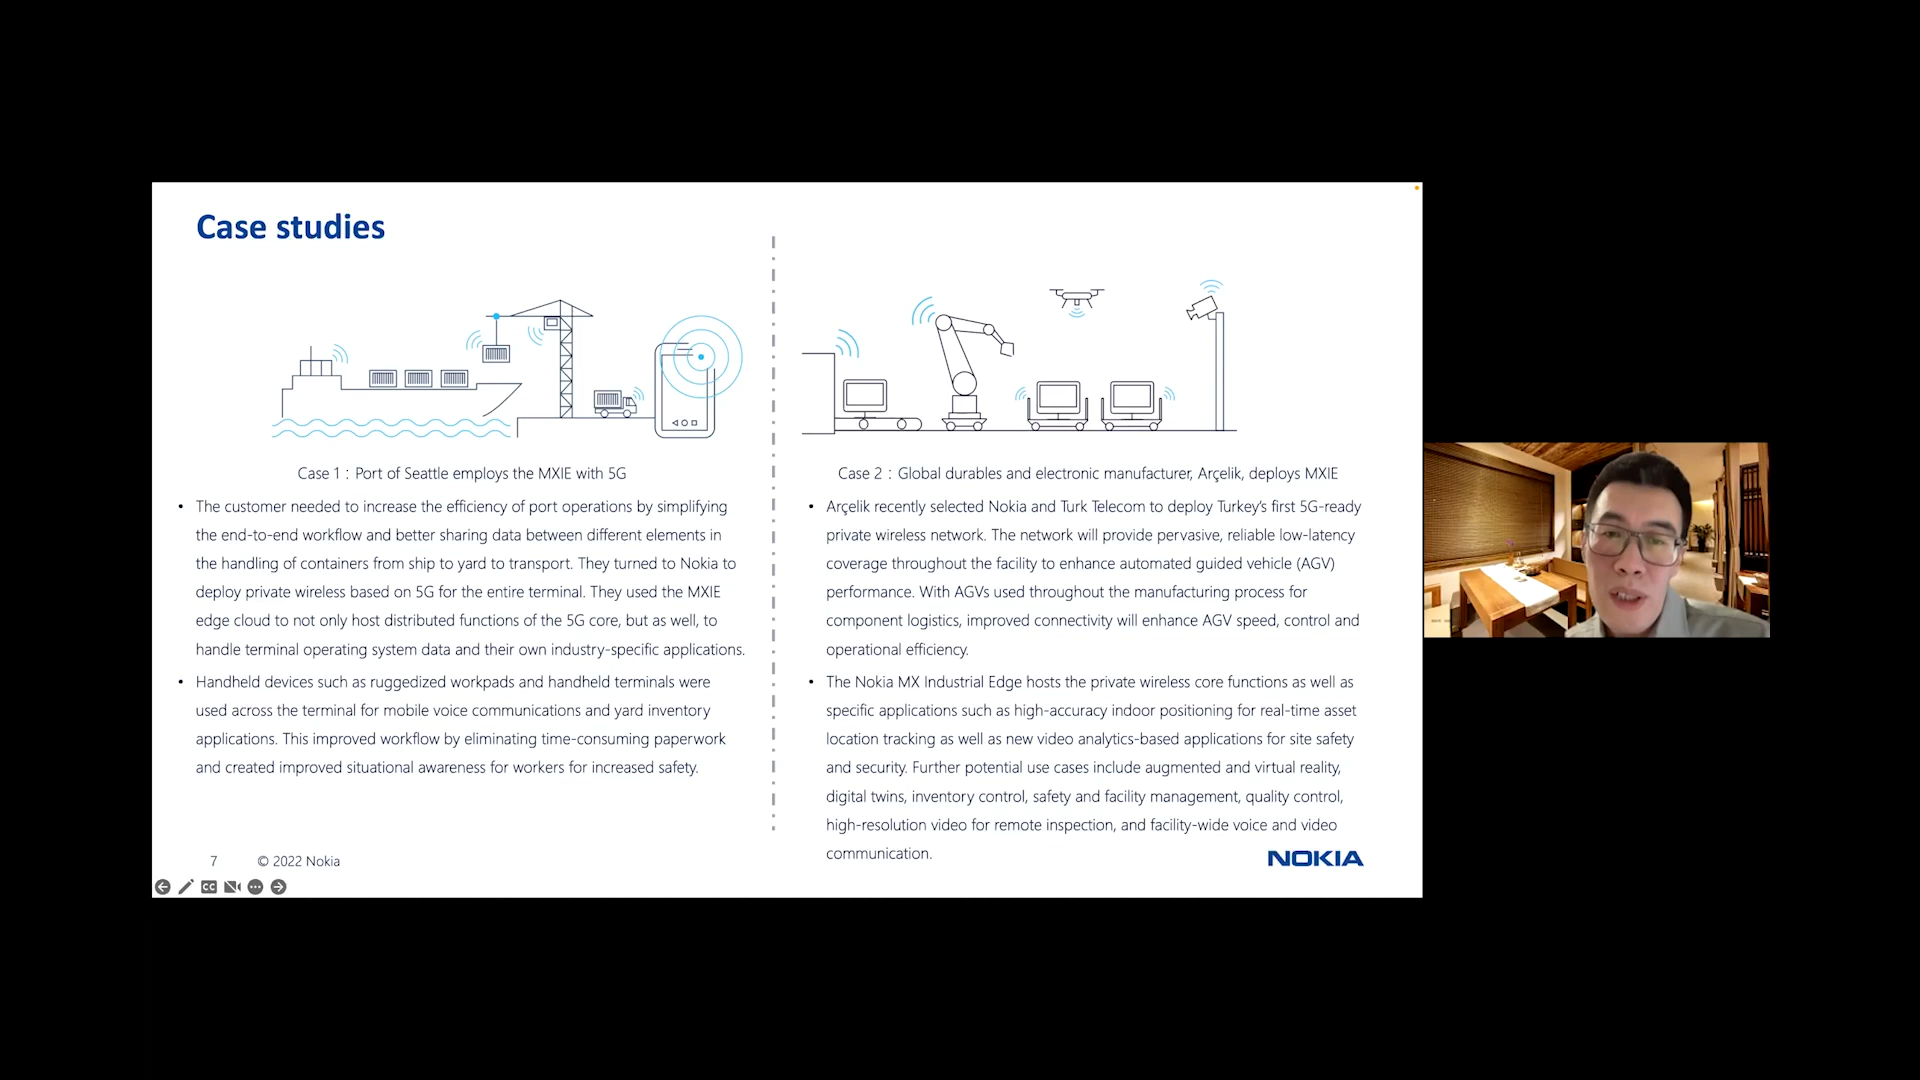 Case studies
Case 1 : Port of Seattle employs the MXIE with 5G
• The customer needed to increase the efficiency of port operations by simplifying
the end-to-end workflow and better sharing data between different elements in
the handling of containers from ship to yard to transport. They turned to Nokia to
deploy private wireless based on 5G for the entire terminal. They used the MXIE
edge cloud to not only host distributed functions of the 5G core, but as well, to
handle terminal operating system data and their own industry-specific applications.
• Handheld devices such as ruggedized workpads and handheld terminals were
used across the terminal for mobile voice communications and yard inventory
applications. This improved workflow by eliminating time-consuming paperwork
and created improved situational awareness for workers for increased safety.
Case 2 : Global durables and electronic manufacturer, Arçelik, deploys MXIE
• Arçelik recently selected Nokia and Turk Telecom to deploy Turkey's first 5G-ready
private wireless network. The network will provide pervasive, reliable low-latency
coverage throughout the facility to enhance automated guided vehicle (AGV)
performance. With AGVs used throughout the manufacturing process for
component logistics, improved connectivity will enhance AGV speed, control and
operational efficiency.
• The Nokia MX Industrial Edge hosts the private wireless core functions as well as
specific applications such as high-accuracy indoor positioning for real-time asset
location tracking as well as new video analytics-based applications for site safety
and security. Further potential use cases include augmented and virtual reality,
digital twins, inventory control, safety and facility management, quality control,
high-resolution video for remote inspection, and facility-wide voice and video
communication.
7 © 2022 Nokia
NOKIA
CC